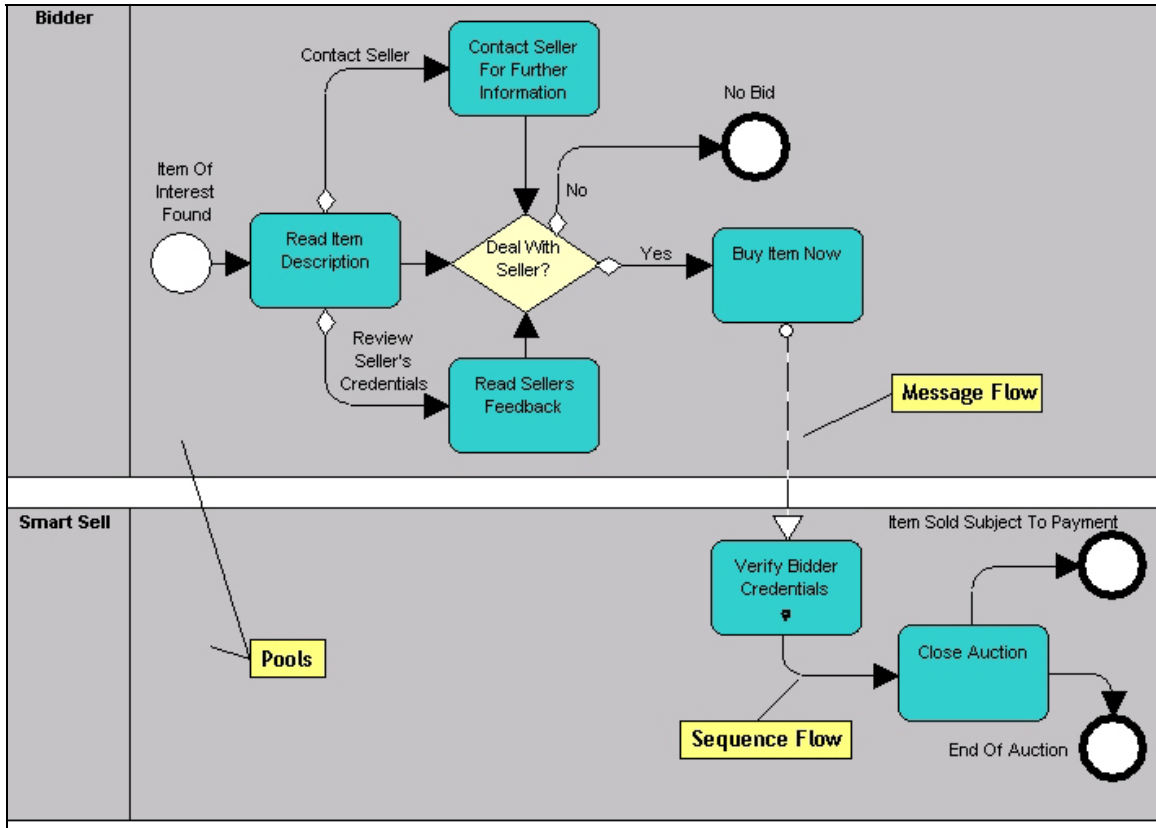 Bidder
Contact Seller
Contact Seller
For Further
Information
No Bid
Item Of
Interest
Found
No
Read Item
Description
Deal With
Seller?
Yes
Buy Item Now
Review
Seller's
Credentials
Read Sellers
Feedback
Message Flow
Smart Sell
Item Sold Subject To Payment
Verify Bidder
Credentials
Pools
Close Auction
Sequence Flow
End Of Auction